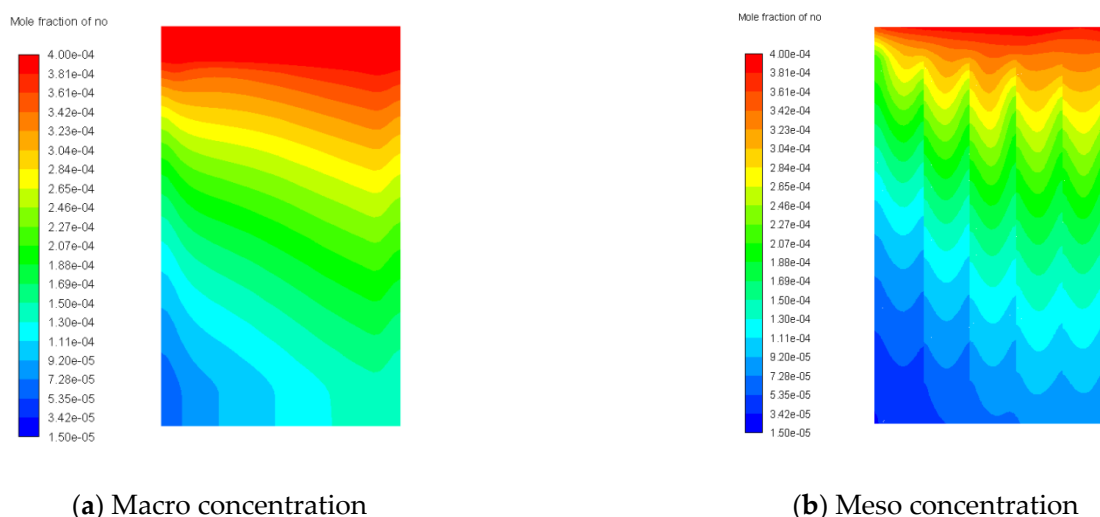 Mole fraction of no
4.00e-04
3.81e-04
3.61e-04
3.42e-04
3.23e-04
3.04e-04
2.84e-04
2.65e-04
2.46e-04
2.27e-04
2.07e-04
1.88e-04
1.69e-04
1.50e-04
1.30e-04
1.11e-04
9.20e-05
7.28e-05
5.35e-05
3.42e-05
1.50e-05
(a) Macro concentration
Mole fraction of no
4.00e-04
3.81e-04
3.61e-04
3.42e-04
3.23e-04
3.04e-04
2.84e-04
2.65e-04
2.46e-04
2.27e-04
2.07e-04
1.88e-04
1.69e-04
1.50e-04
1.30e-04
1.11e-04
9.20e-05
7.28e-05
5.35e-05
3.42e-05
1.50e-05
(b) Meso concentration